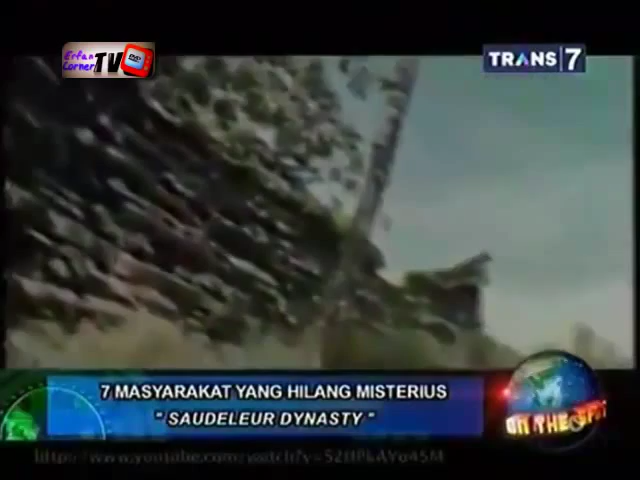 Erfan
Corner TV
TRANS 7
7 MASYARAKAT YANG HILANG MISTERIUS
" SAUDELEUR DYNASTY "
ON THE SPOT